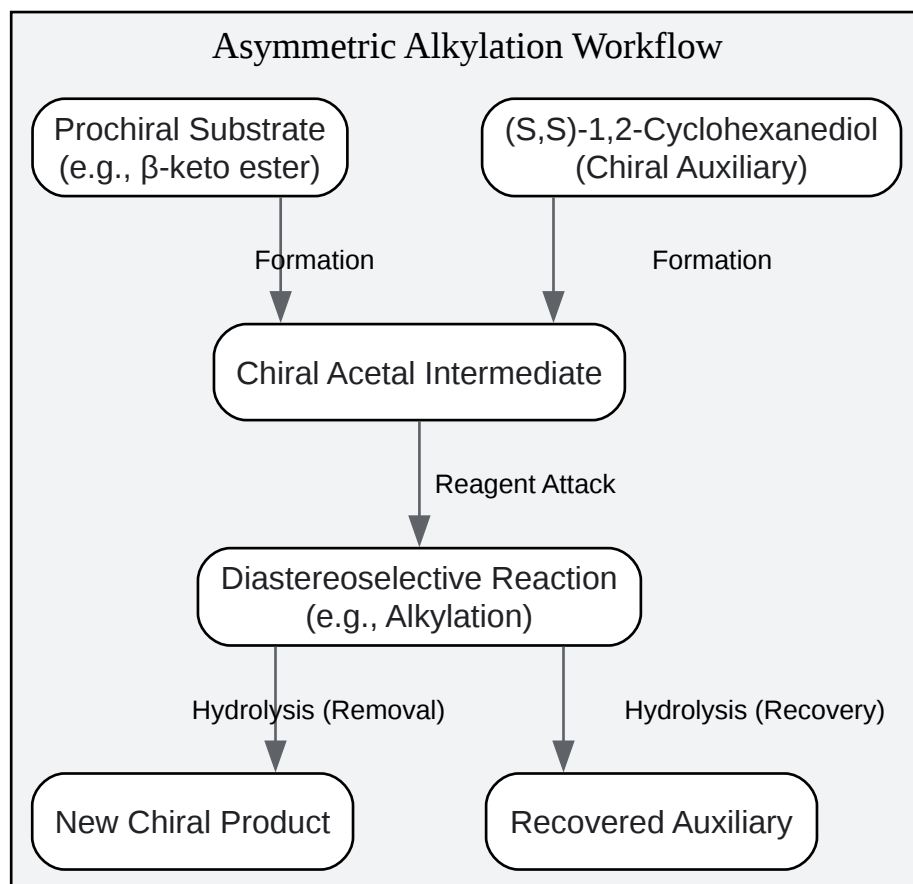 Asymmetric Alkylation Workflow
Prochiral Substrate
(e.g., β-keto ester)
(S,S)-1,2-Cyclohexanediol
(Chiral Auxiliary)
Formation
Formation
Chiral Acetal Intermediate
Reagent Attack
Diastereoselective Reaction
(e.g., Alkylation)
Hydrolysis (Removal)
Hydrolysis (Recovery)
New Chiral Product
Recovered Auxiliary